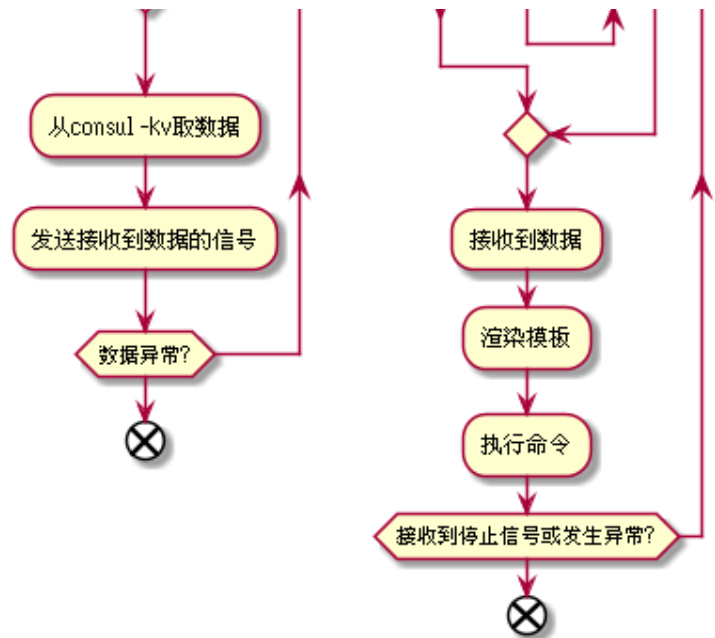 从consul-kv取数据
发送接收到数据的信号
数据异常?
接收到数据
渲染模板
执行命令
接收到停止信号或发生异常?